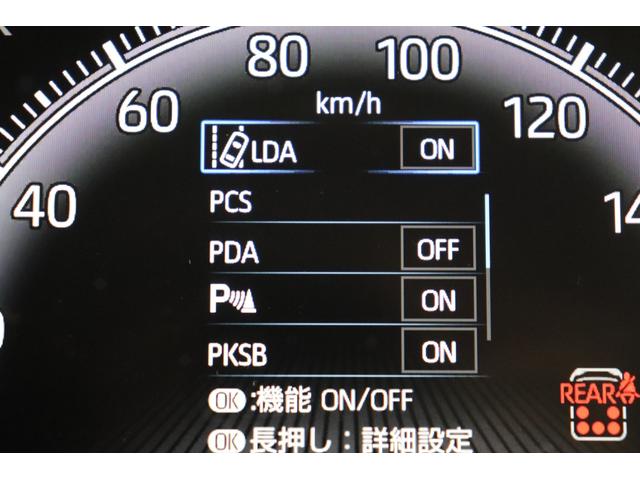 80 100
60 km/h 120
LDA ON
40 PCS 14
PDA OFF
P ON
PKSB ON
OK:機能 ON/OFF
REAR
OK長押し:詳細設定